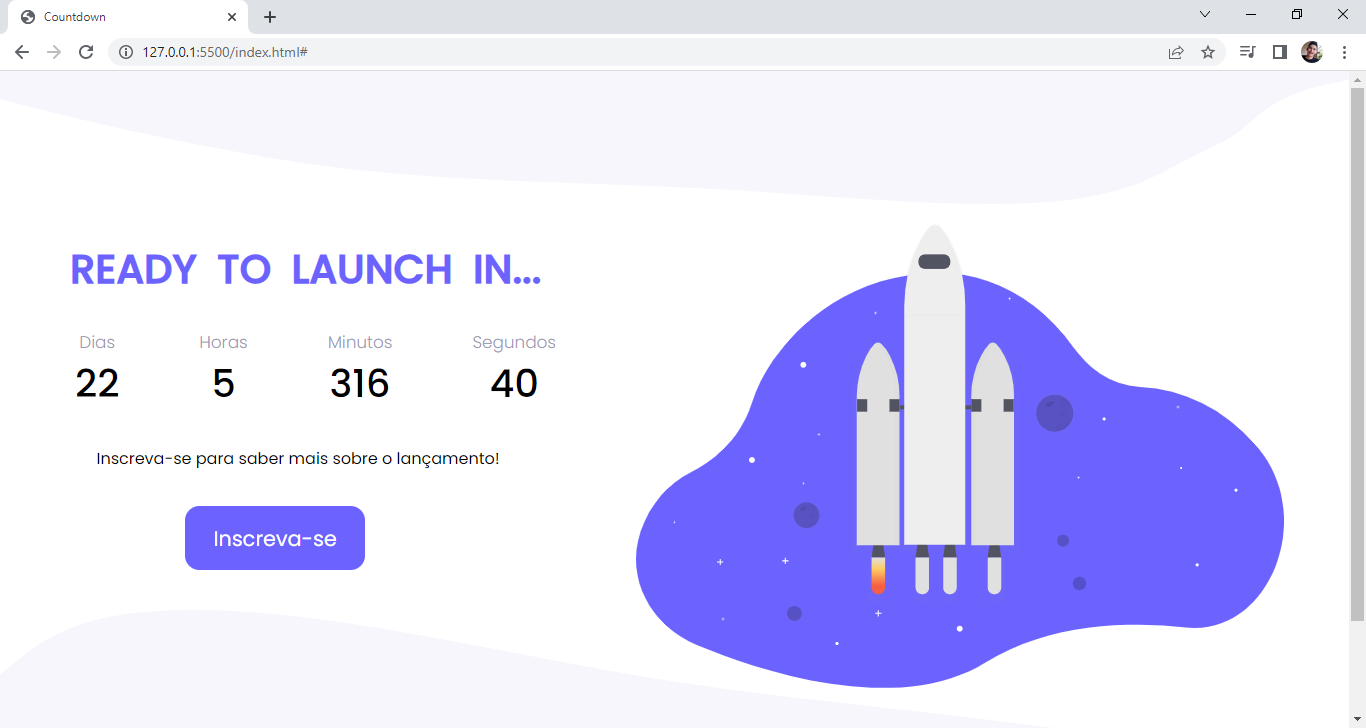 Countdown
127.0.0.1:5500/index.html#
READY TO LAUNCH IN...
Dias Horas Minutos Segundos
22 5 316 40
Inscreva-se para saber mais sobre o lançamento!
Inscreva-se